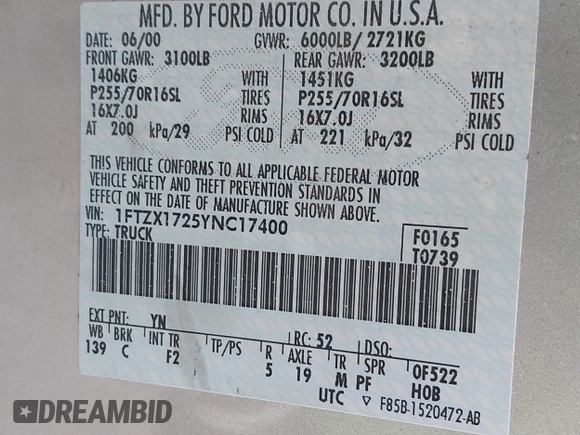 MFD. BY FORD MOTOR CO. IN U.S.A.
DATE: 06/00 GVWR: 6000LB/ 2721KG
FRONT GAWR: 3100LB REAR GAWR: 3200LB
1406KG WITH 1451KG WITH
P255/70R16SL TIRES P255/70R16SL TIRES
16X7.0J RIMS 16X7.0J RIMS
AT 200 kPa/29 PSI COLD AT 221 kPa/32 PSI COLD
THIS VEHICLE CONFORMS TO ALL APPLICABLE FEDERAL MOTOR
VEHICLE SAFETY AND THEFT PREVENTION STANDARDS IN
EFFECT ON THE DATE OF MANUFACTURE SHOWN ABOVE.
VIN: 1FTZX1725YNC17400
TYPE: TRUCK
F0165
T0739
EXT PNT: YN RC: 52 DSO:
WB BRK INT TR TP/PS R AXLE TR SPR 0F522
139 C F2 5 19 M PF H0B
UTC ▽ F85B-1520472-AB
DREAMBID